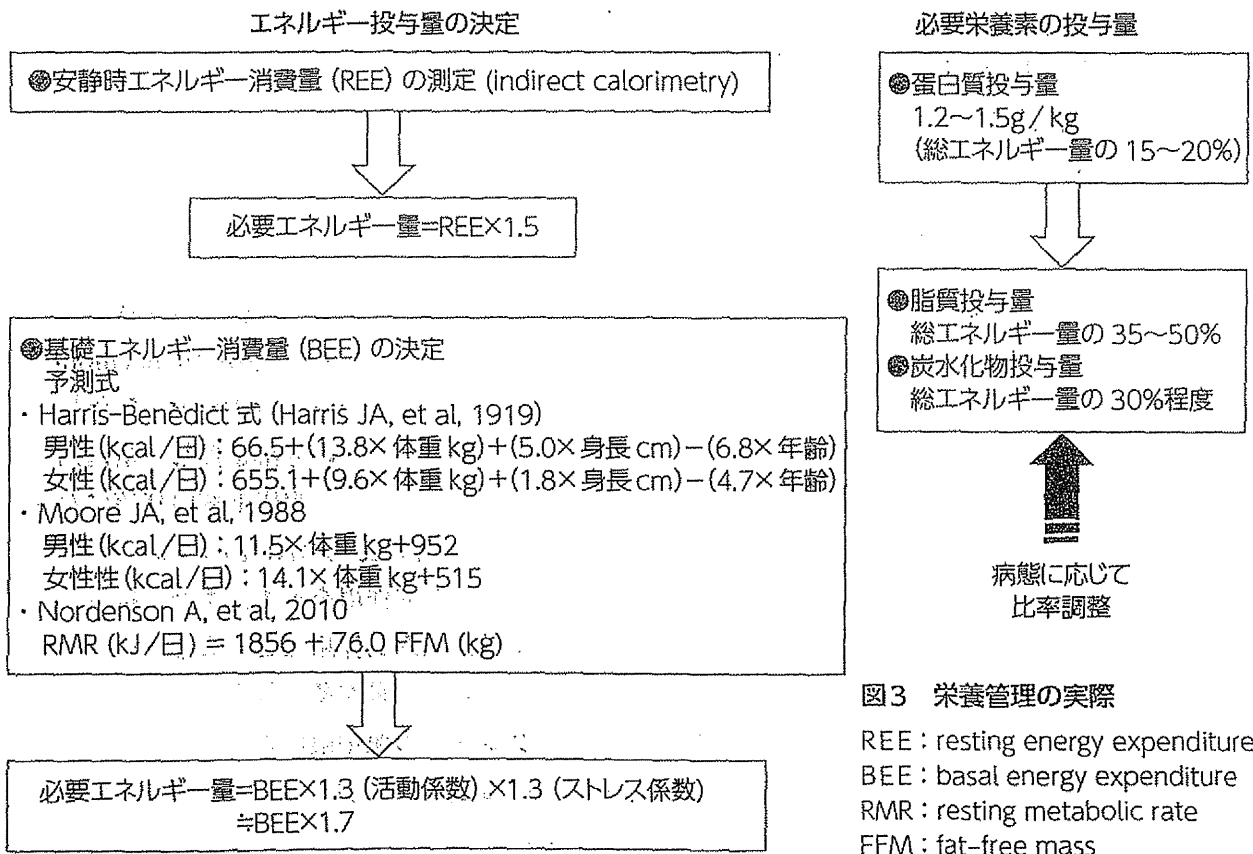 エネルギー投与量の決定
●安静時エネルギー消費量 (REE) の測定 (indirect calorimetry)
必要エネルギー量=REE×1.5
●基礎エネルギー消費量 (BEE) の決定
予測式
・Harris-Benedict 式 (Harris JA, et al, 1919)
男性(kcal/日):66.5+(13.8×体重kg)+(5.0×身長cm)−(6.8×年齢)
女性(kcal/日):655.1+(9.6×体重kg)+(1.8×身長cm)−(4.7×年齢)
・Moore JA, et al, 1988
男性(kcal/日):11.5×体重kg+952
女性性(kcal/日):14.1×体重kg+515
・Nordenson A, et al, 2010
RMR (kJ/日) = 1856 + 76.0 FFM (kg)
必要エネルギー量=BEE×1.3 (活動係数) ×1.3 (ストレス係数)
≒BEE×1.7
必要栄養素の投与量
●蛋白質投与量
1.2〜1.5g/kg
(総エネルギー量の 15〜20%)
●脂質投与量
総エネルギー量の 35〜50%
●炭水化物投与量
総エネルギー量の 30%程度
病態に応じて
比率調整
図3 栄養管理の実際
REE:resting energy expenditure
BEE:basal energy expenditure
RMR:resting metabolic rate
FFM:fat-free mass